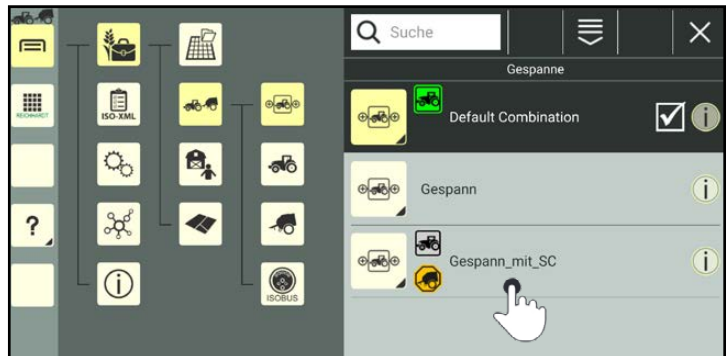 Suche
Gespanne
REICHHARDT
ISO-XML
Default Combination
Gespann
?
Gespann_mit_SC
ISOBUS